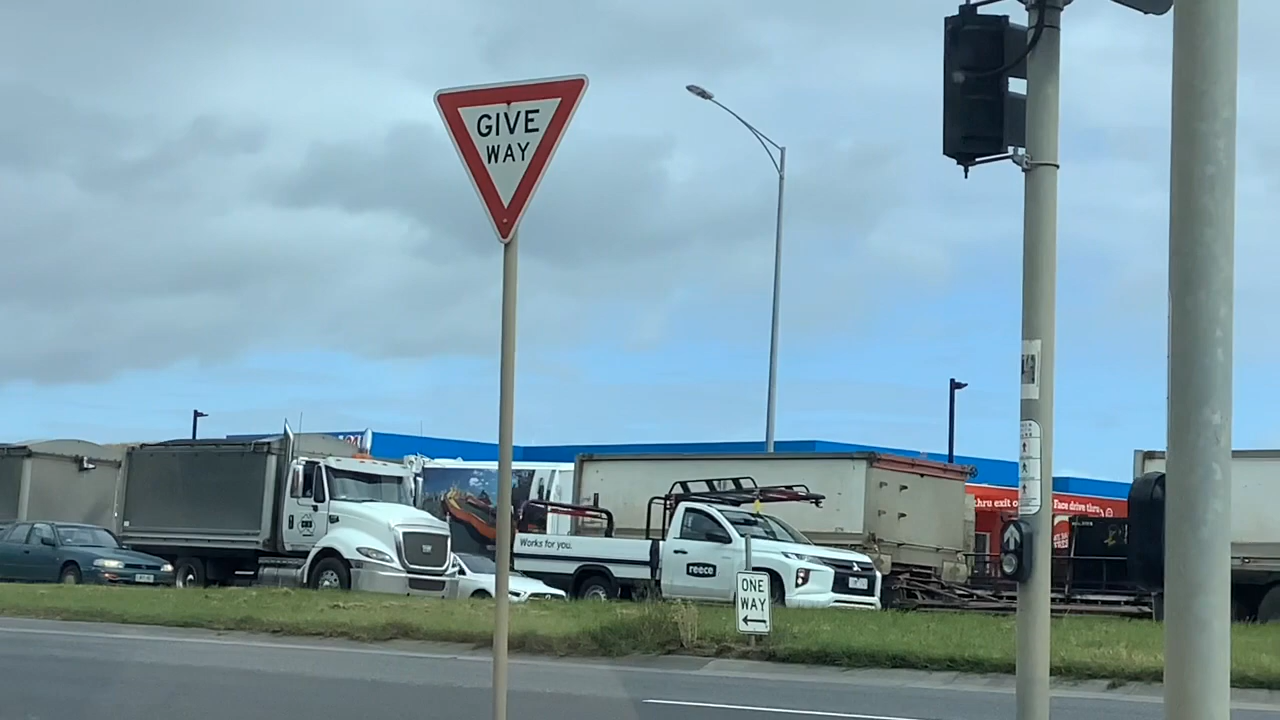 GIVE
WAY
Works for you.
reece
ONE
WAY
thru exit o
Face drive thru